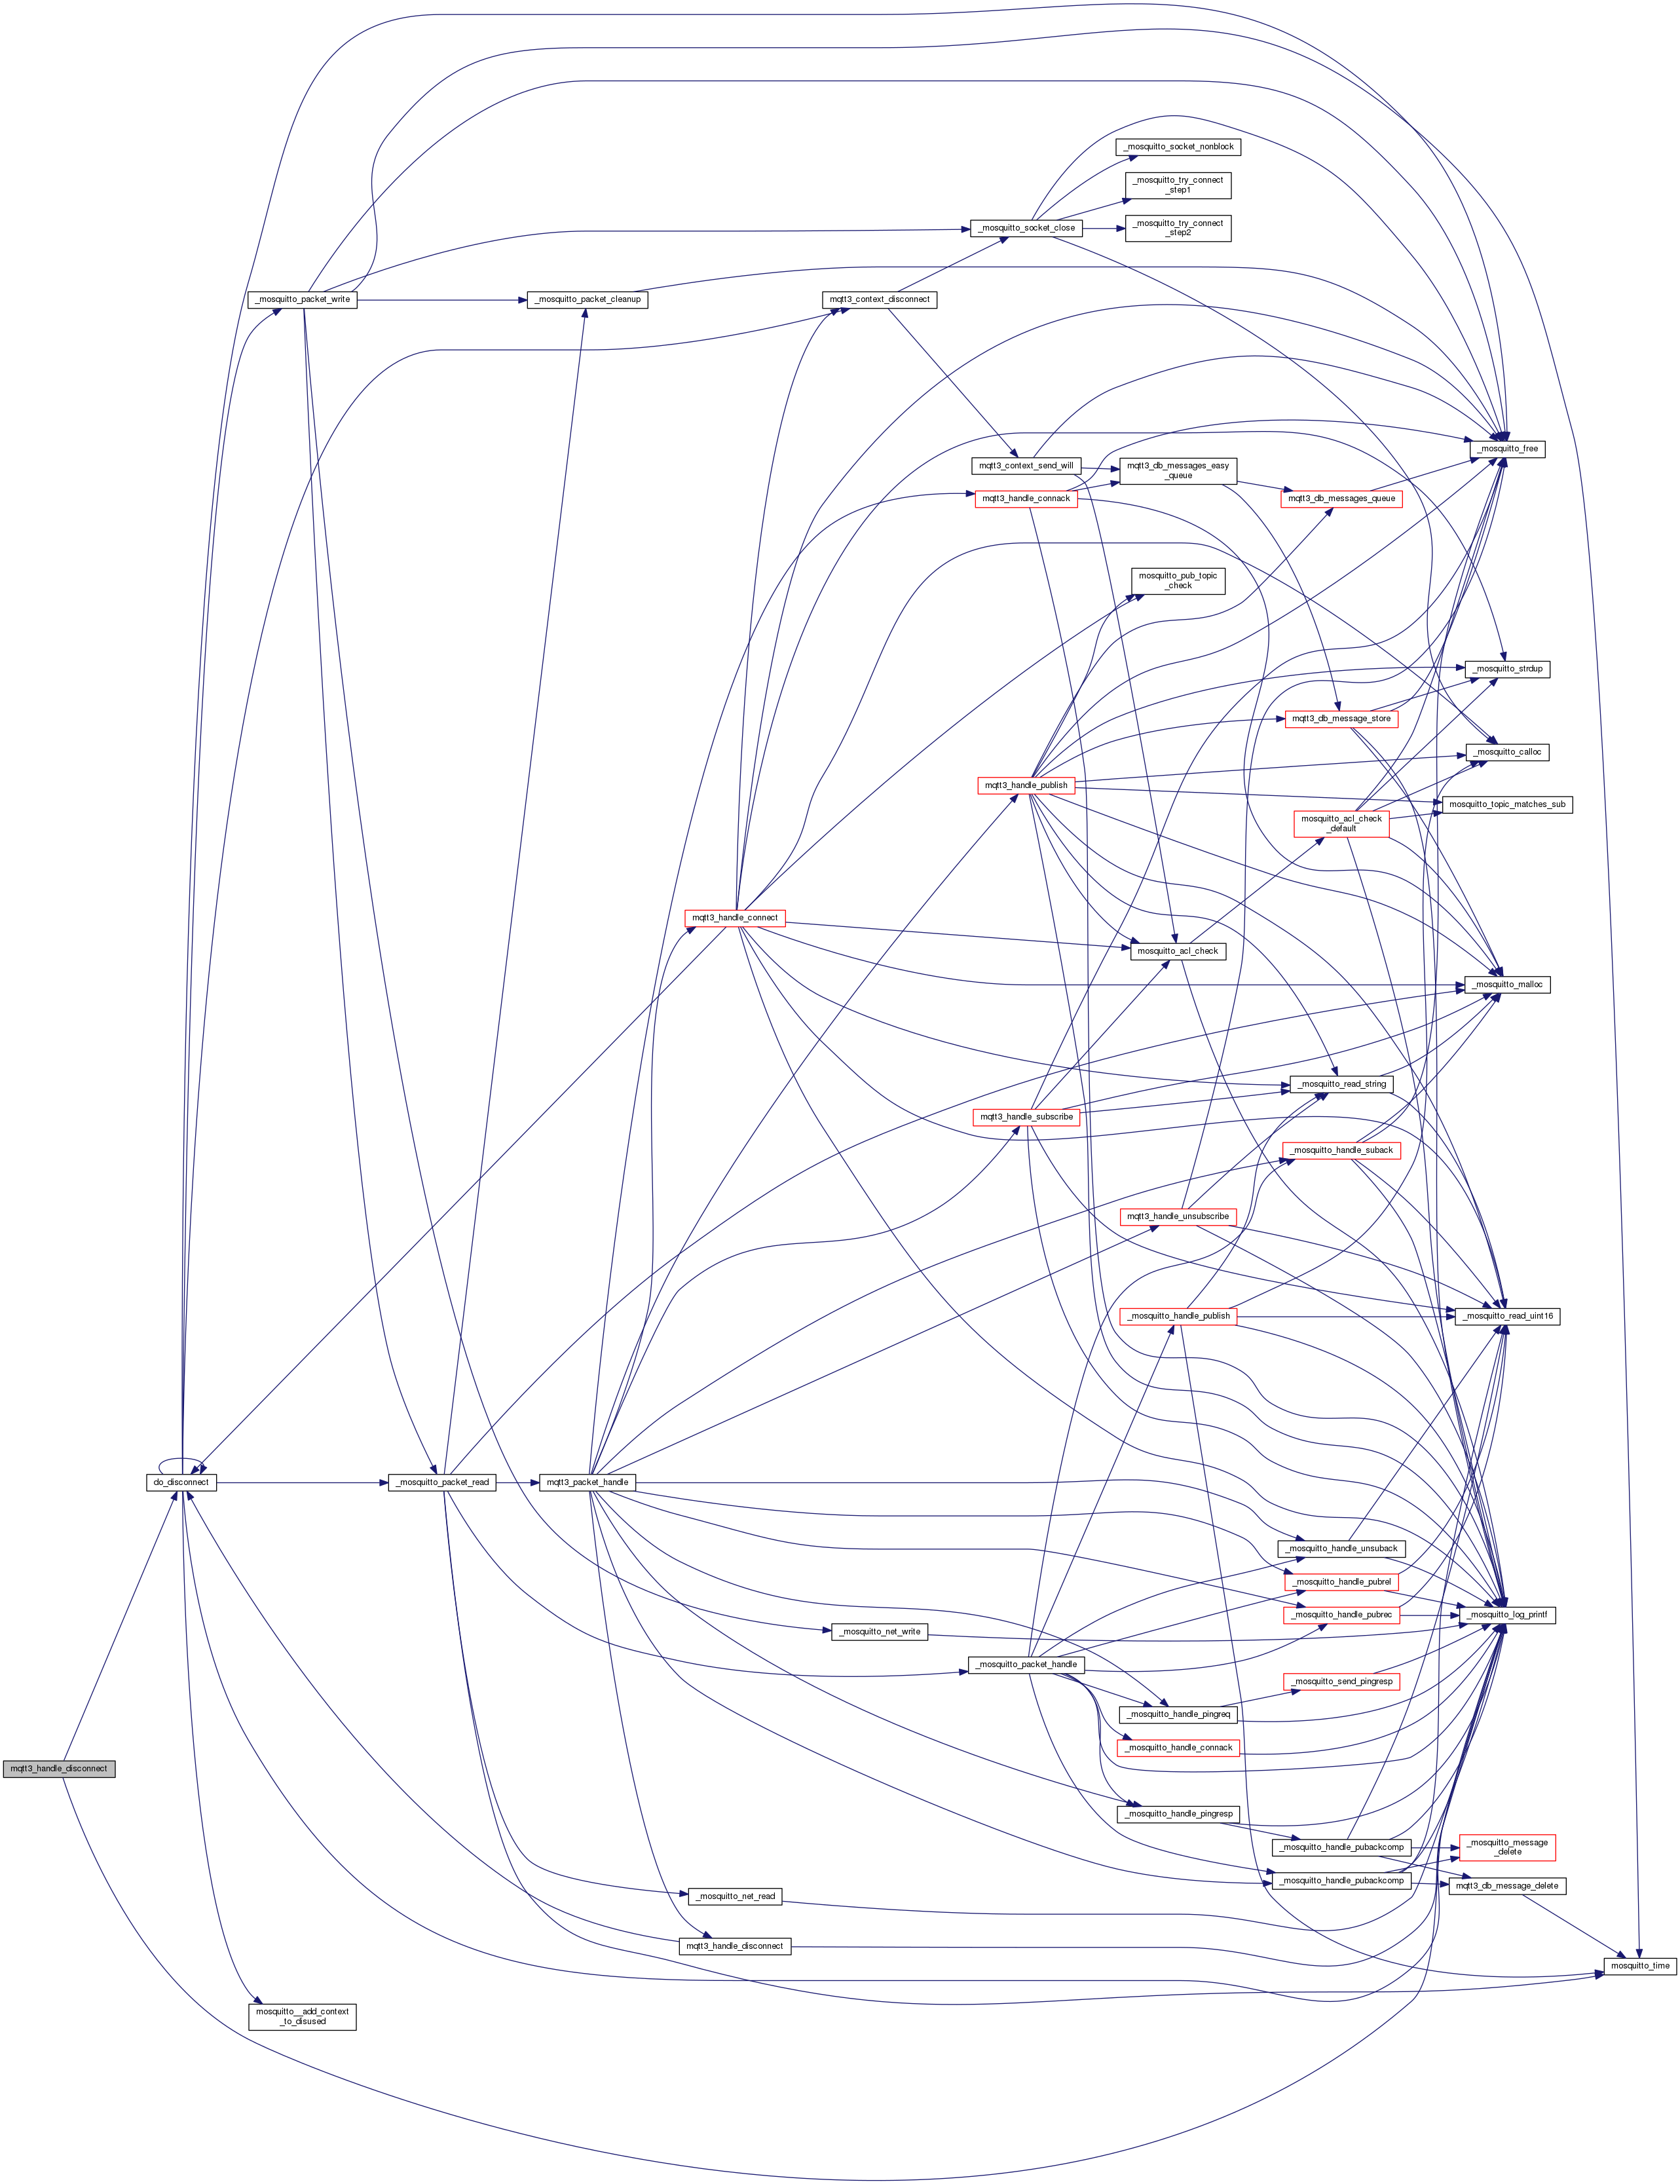 _mosquitto_socket_nonblock
_mosquitto_try_connect
_step1
_mosquitto_socket_close
_mosquitto_try_connect
_step2
_mosquitto_packet_write
_mosquitto_packet_cleanup
mqtt3_context_disconnect
_mosquitto_free
mqtt3_context_send_will
mqtt3_db_messages_easy
_queue
mqtt3_handle_connack
mqtt3_db_messages_queue
mosquitto_pub_topic
_check
_mosquitto_strdup
mqtt3_db_message_store
_mosquitto_calloc
mqtt3_handle_publish
mosquitto_topic_matches_sub
mosquitto_acl_check
_default
mqtt3_handle_connect
mosquitto_acl_check
_mosquitto_malloc
_mosquitto_read_string
mqtt3_handle_subscribe
_mosquitto_handle_suback
mqtt3_handle_unsubscribe
_mosquitto_handle_publish
_mosquitto_read_uint16
do_disconnect
_mosquitto_packet_read
mqtt3_packet_handle
_mosquitto_handle_unsuback
_mosquitto_handle_pubrel
_mosquitto_handle_pubrec
_mosquitto_log_printf
_mosquitto_net_write
_mosquitto_packet_handle
_mosquitto_send_pingresp
_mosquitto_handle_pingreq
_mosquitto_handle_connack
mqtt3_handle_disconnect
_mosquitto_handle_pingresp
_mosquitto_handle_pubackcomp
_mosquitto_message
_delete
_mosquitto_handle_pubackcomp
mqtt3_db_message_delete
_mosquitto_net_read
mqtt3_handle_disconnect
mosquitto_time
mosquitto__add_context
_to_disused